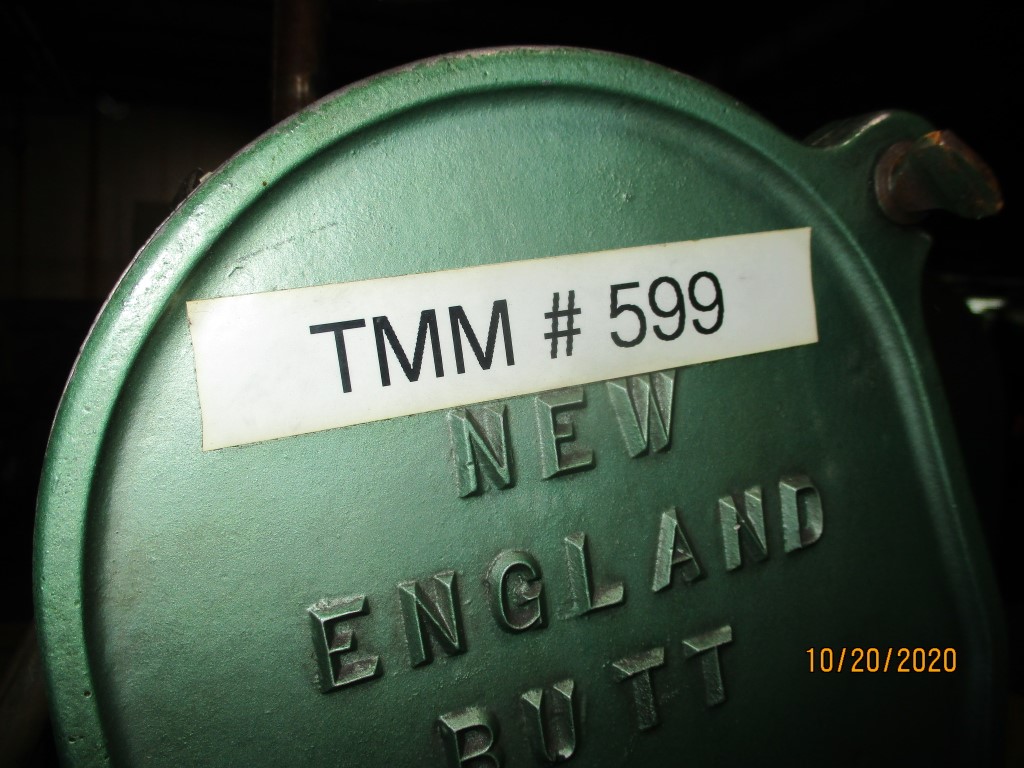 TMM # 599
NEW
ENGLAND
BUTT
10/20/2020